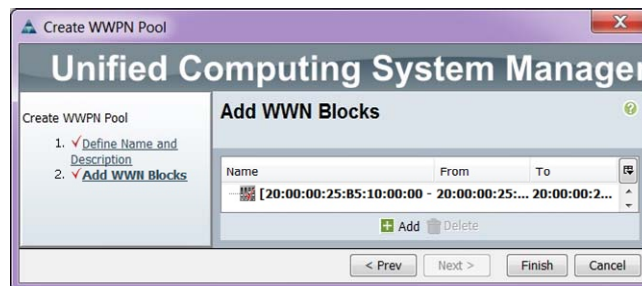 Create WWPN Pool
Unified Computing System Manager
Create WWPN Pool
1. Define Name and
Description
2. Add WWN Blocks
Add WWN Blocks
Name From To
[20:00:00:25:B5:10:00:00 - 20:00:00:25:... 20:00:00:2...
Add Delete
< Prev Next > Finish Cancel